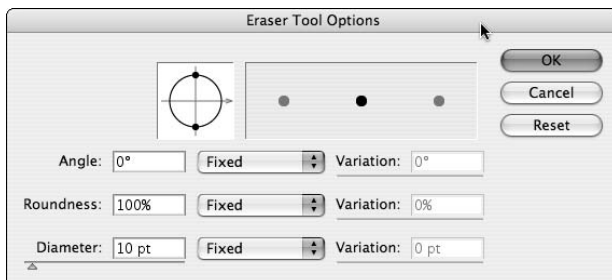 Eraser Tool Options
OK
Cancel
Reset
Angle: 0° Fixed Variation: 0°
Roundness: 100% Fixed Variation: 0%
Diameter: 10 pt Fixed Variation: 0 pt